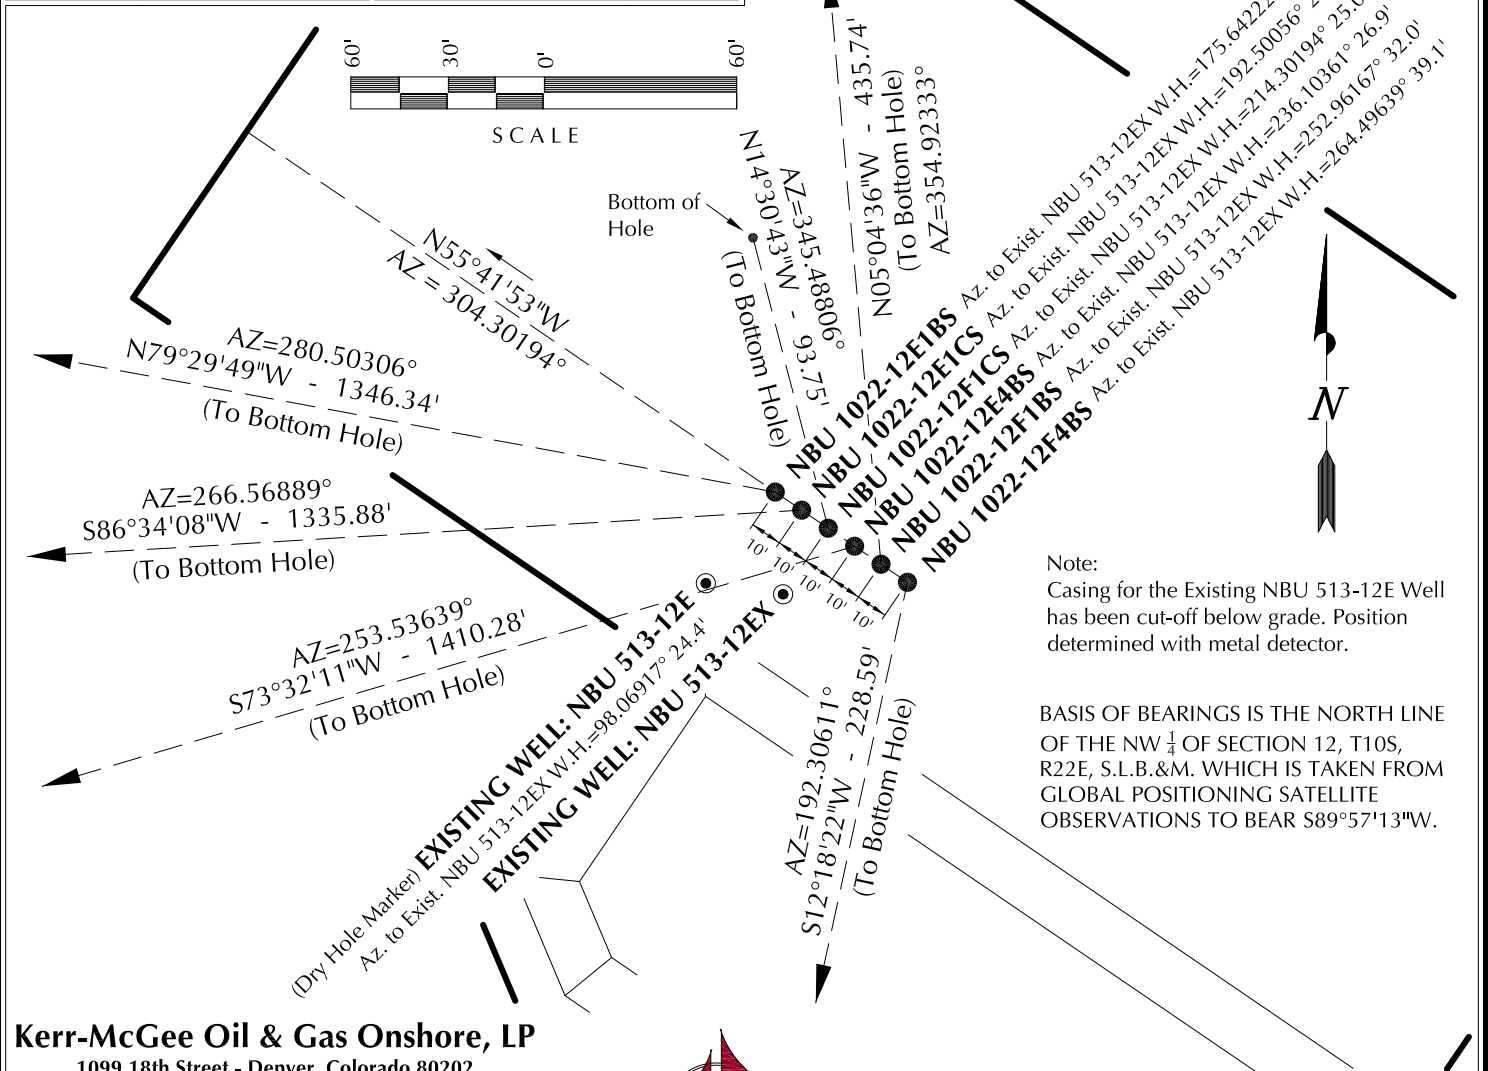 60'
30'
0'
60'
SCALE
N05°04'36"W - 435.74'
(To Bottom Hole)
AZ=354.92333°
Bottom of
Hole
N14°30'43"W - 93.75'
AZ=345.48806°
(To Bottom Hole)
N55°41'53"W
AZ = 304.30194°
AZ=280.50306°
N79°29'49"W - 1346.34'
(To Bottom Hole)
AZ=266.56889°
S86°34'08"W - 1335.88'
(To Bottom Hole)
AZ=253.53639°
S73°32'11"W - 1410.28'
(To Bottom Hole)
NBU 1022-12E1BS Az. to Exist. NBU 513-12EX W.H.=175.64222
NBU 1022-12E1CS Az. to Exist. NBU 513-12EX W.H.=192.50056°
NBU 1022-12F1CS Az. to Exist. NBU 513-12EX W.H.=214.30194°
NBU 1022-12E4BS Az. to Exist. NBU 513-12EX W.H.=236.10361° 26.9'
NBU 1022-12F1BS Az. to Exist. NBU 513-12EX W.H.=252.96167° 32.0'
NBU 1022-12F4BS Az. to Exist. NBU 513-12EX W.H.=264.49639° 39.1'
10'
10'
10'
10'
10'
N
Note:
Casing for the Existing NBU 513-12E Well
has been cut-off below grade. Position
determined with metal detector.
BASIS OF BEARINGS IS THE NORTH LINE
OF THE NW 1/4 OF SECTION 12, T10S,
R22E, S.L.B.&M. WHICH IS TAKEN FROM
GLOBAL POSITIONING SATELLITE
OBSERVATIONS TO BEAR S89°57'13"W.
(Dry Hole Marker) EXISTING WELL: NBU 513-12E
Az. to Exist. NBU 513-12EX W.H.=98.06917° 24.4'
EXISTING WELL: NBU 513-12EX
AZ=192.30611°
S12°18'22"W - 228.59'
(To Bottom Hole)
Kerr-McGee Oil & Gas Onshore, LP
1099 18th Street - Denver, Colorado 80202